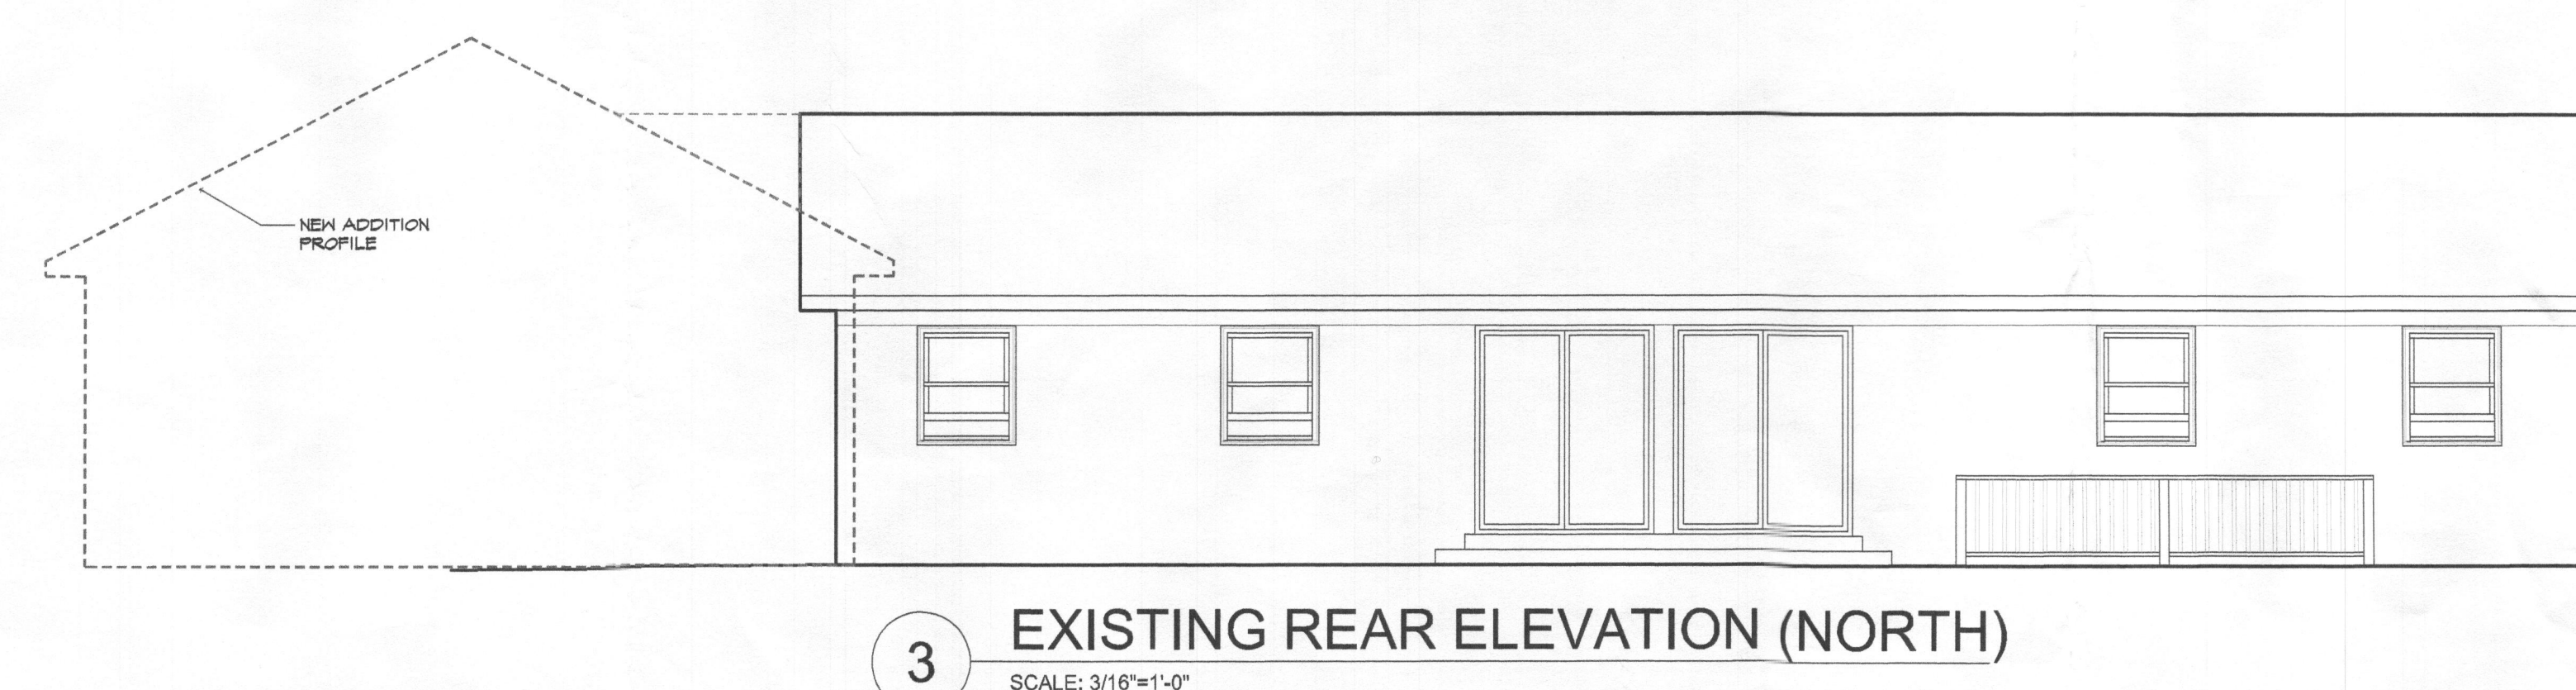 NEW ADDITION
PROFILE
3
EXISTING REAR ELEVATION (NORTH)
SCALE: 3/16"=1'-0"